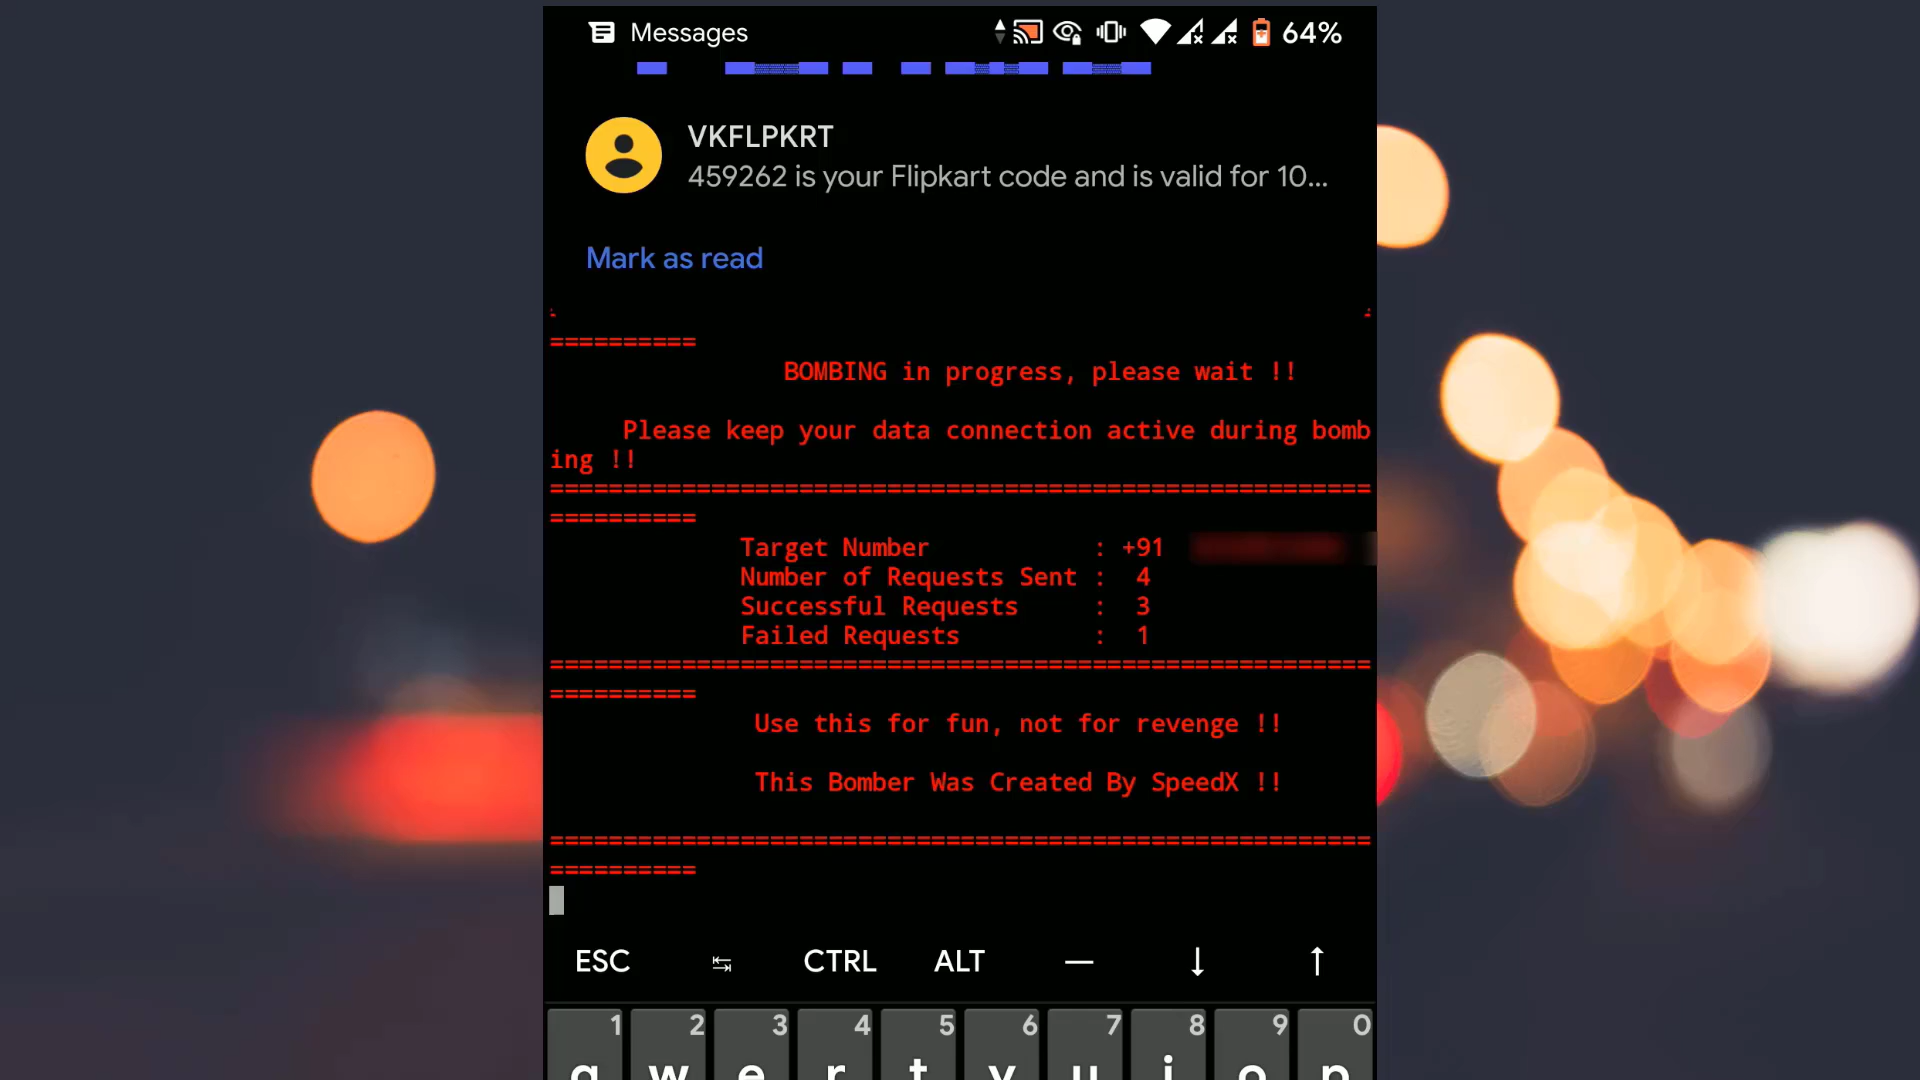 Messages 64%
VKFLPKRT
459262 is your Flipkart code and is valid for 10...
Mark as read
==========
BOMBING in progress, please wait !!
Please keep your data connection active during bomb
ing !!
========================================================
==========
Target Number : +91
Number of Requests Sent : 4
Successful Requests : 3
Failed Requests : 1
========================================================
==========
Use this for fun, not for revenge !!
This Bomber Was Created By SpeedX !!
========================================================
==========
ESC ⇆ CTRL ALT — ↓ ↑
1 2 3 4 5 6 7 8 9 0
q w e r t y u i o p